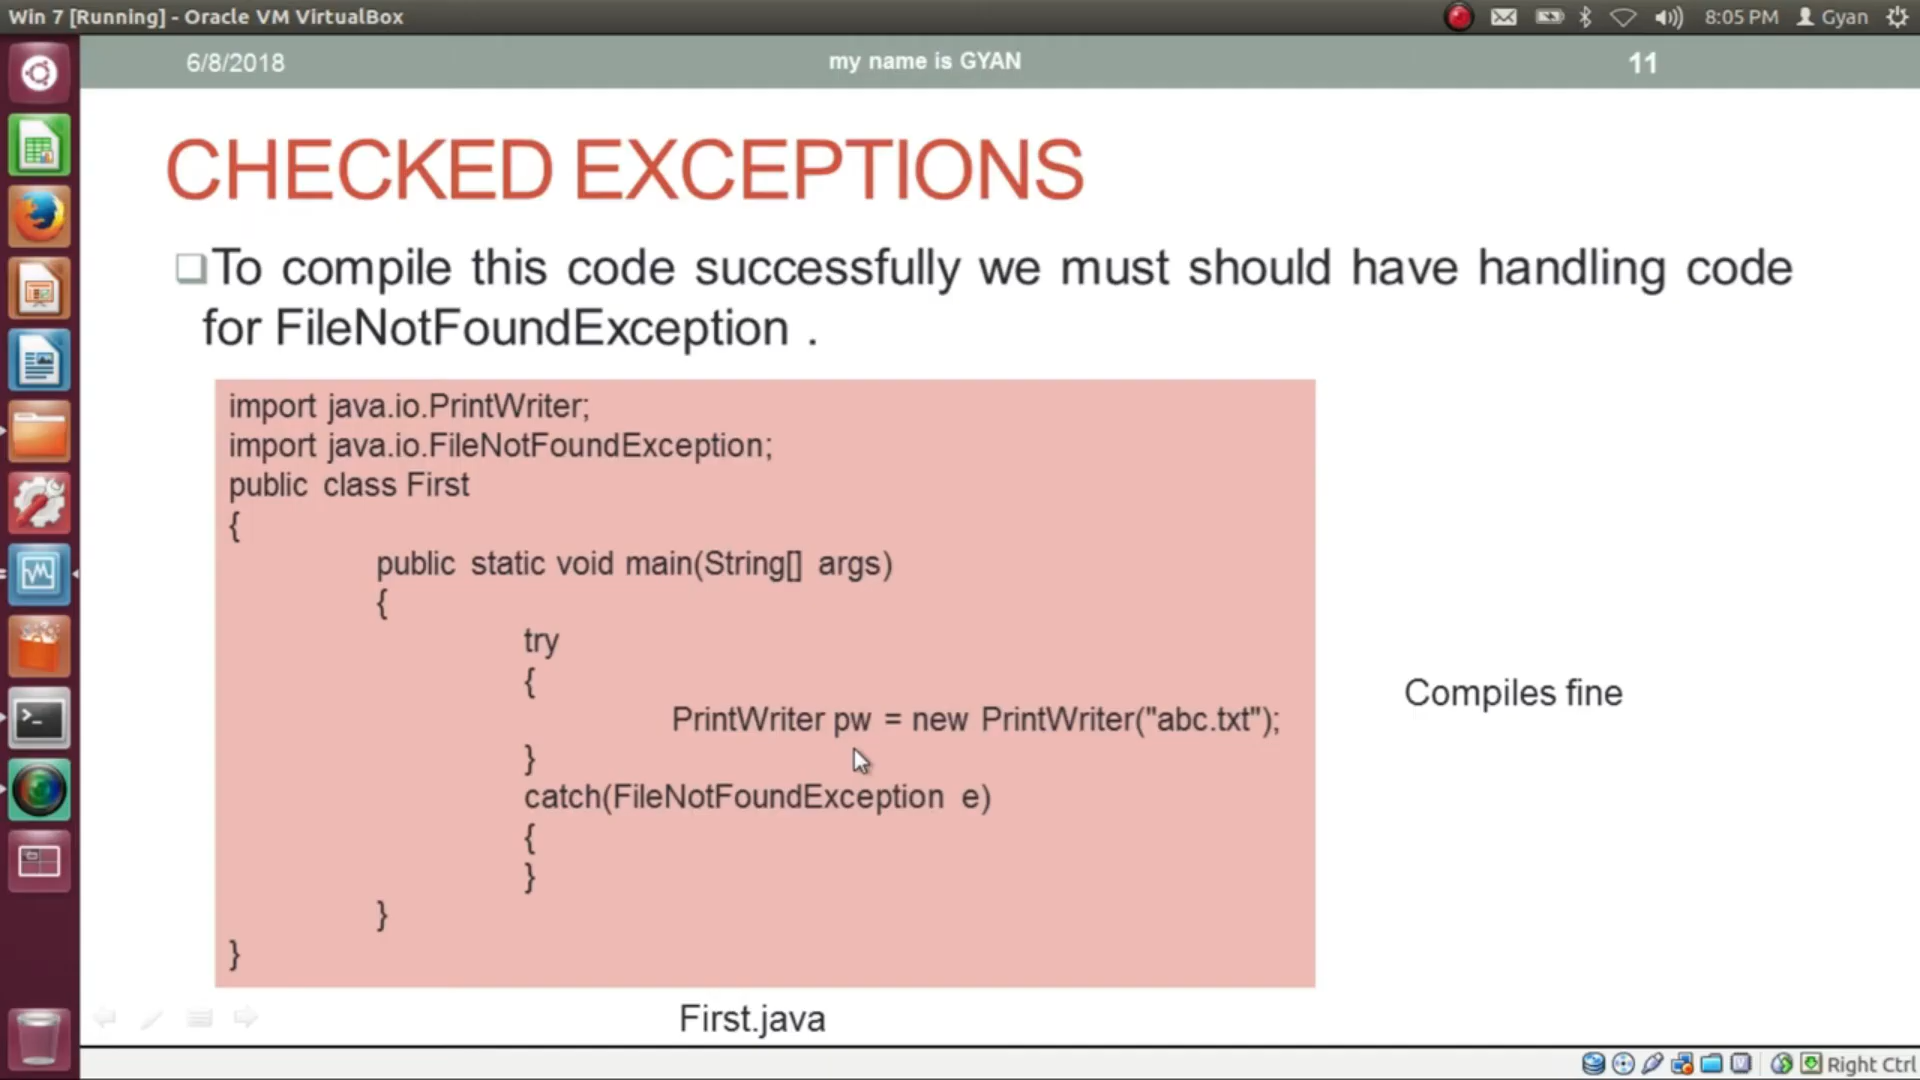 Win 7 [Running] - Oracle VM VirtualBox
8:05 PM
Gyan
6/8/2018
my name is GYAN
11
CHECKED EXCEPTIONS
To compile this code successfully we must should have handling code
for FileNotFoundException .
import java.io.PrintWriter;
import java.io.FileNotFoundException;
public class First
{
public static void main(String[] args)
{
try
{
PrintWriter pw = new PrintWriter("abc.txt");
}
catch(FileNotFoundException e)
{
}
}
}
Compiles fine
First.java
Right Ctrl